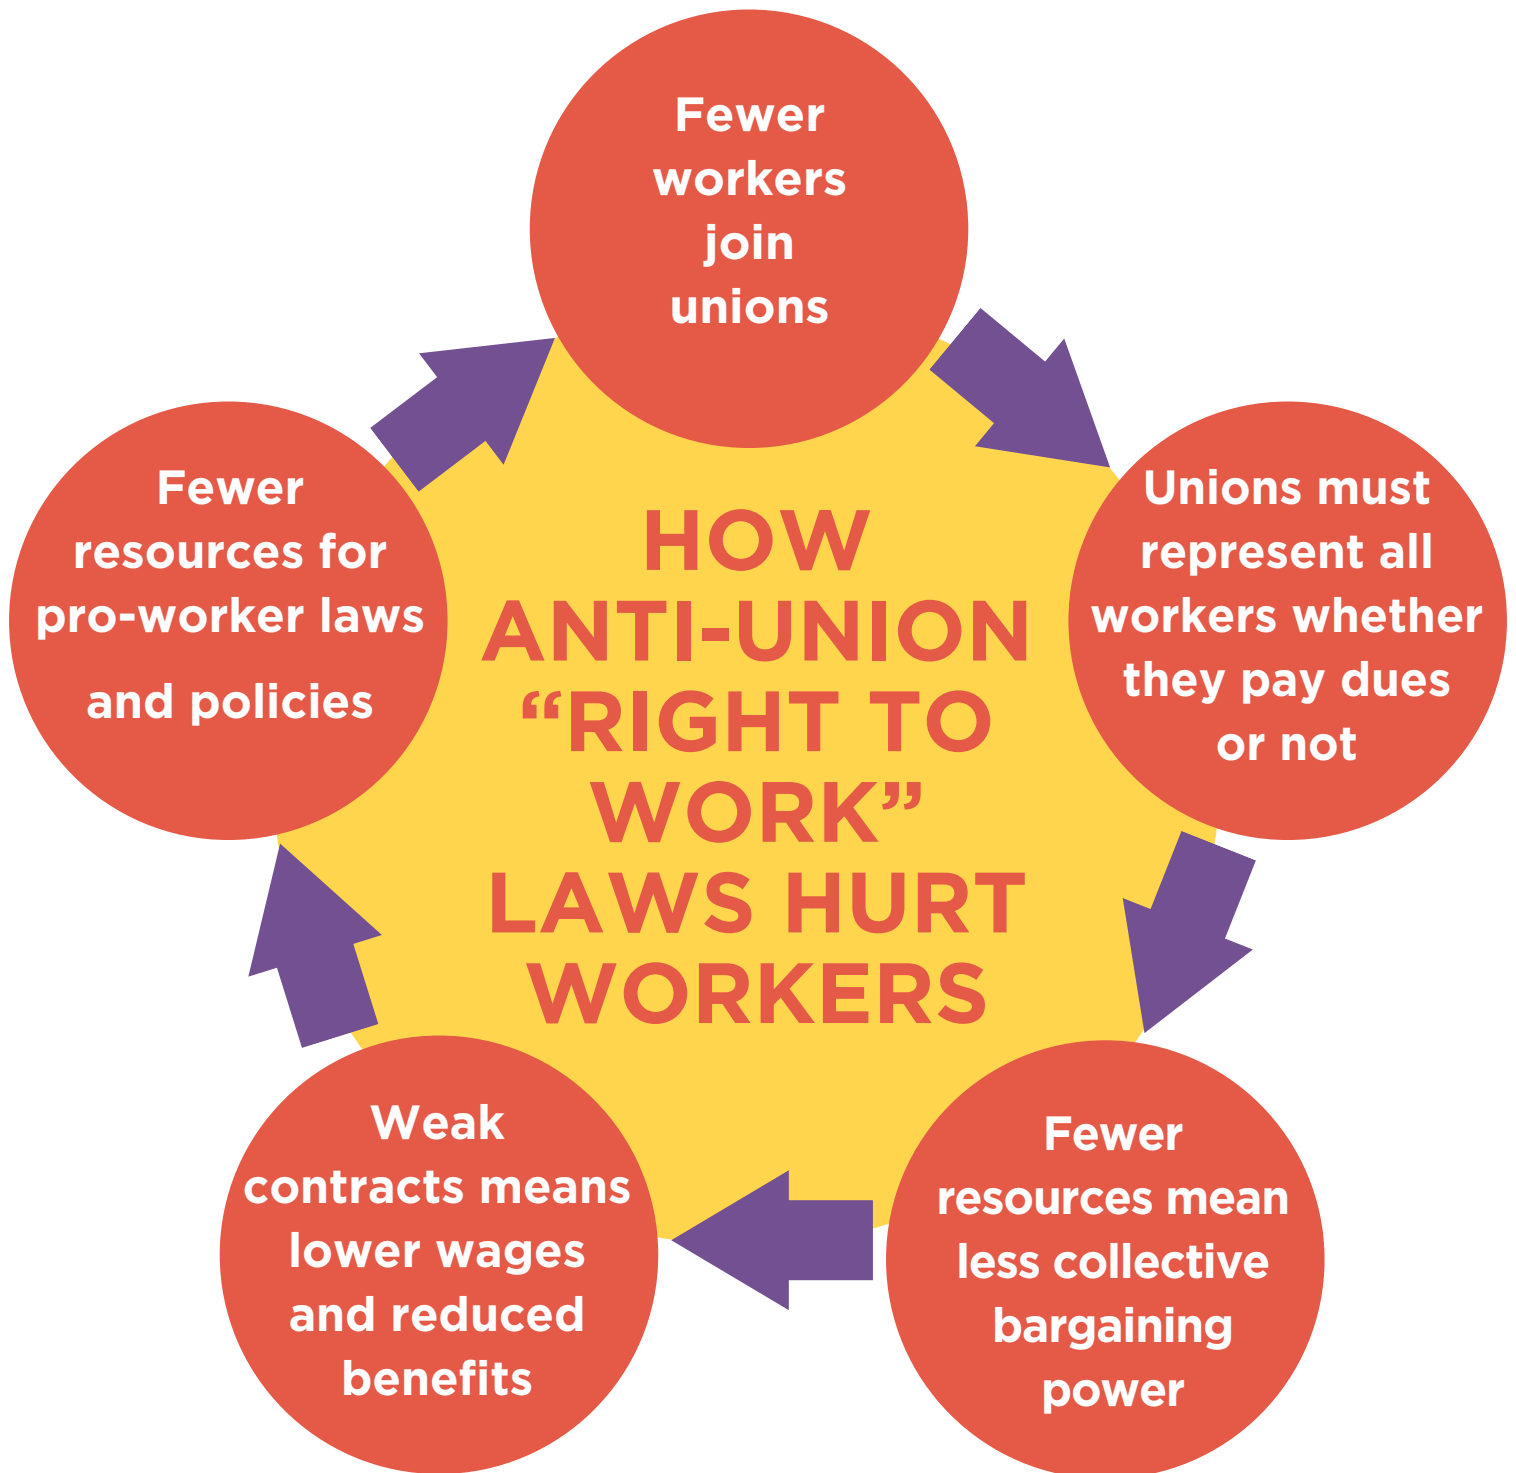 Fewer
workers
join
unions
Unions must
represent all
workers whether
they pay dues
or not
Fewer
resources mean
less collective
bargaining
power
Weak
contracts means
lower wages
and reduced
benefits
Fewer
resources for
pro-worker laws
and policies
HOW
ANTI-UNION
“RIGHT TO
WORK”
LAWS HURT
WORKERS